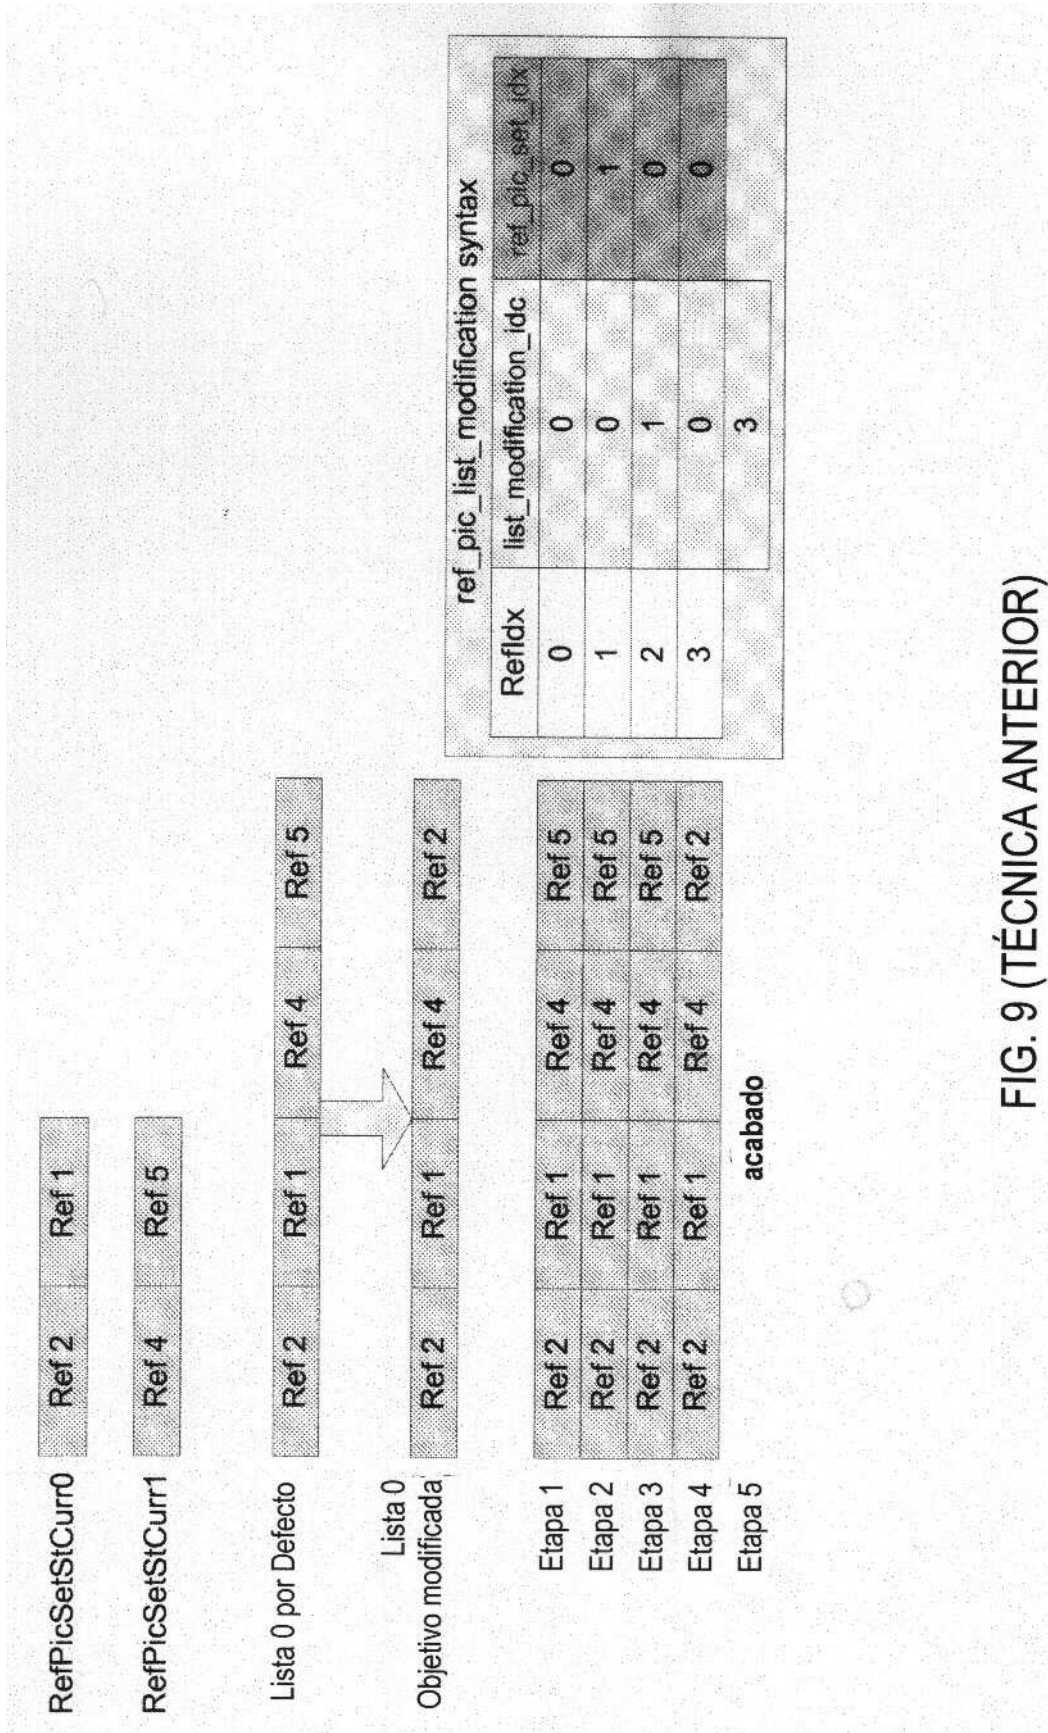 RefPicSetStCurr0 Ref 2 Ref 1
RefPicSetStCurr1 Ref 4 Ref 5
Lista 0 por Defecto Ref 2 Ref 1 Ref 4 Ref 5
Lista 0
Objetivo modificada Ref 2 Ref 1 Ref 4 Ref 2
Etapa 1 Ref 2 Ref 1 Ref 4 Ref 5
Etapa 2 Ref 2 Ref 1 Ref 4 Ref 5
Etapa 3 Ref 2 Ref 1 Ref 4 Ref 5
Etapa 4 Ref 2 Ref 1 Ref 4 Ref 2
Etapa 5 acabado
ref_pic_list_modification syntax
RefIdx list_modification_idc ref_pic_set_idx
0 0 0
1 0 1
2 1 0
3 0 0
3
FIG. 9 (TÉCNICA ANTERIOR)